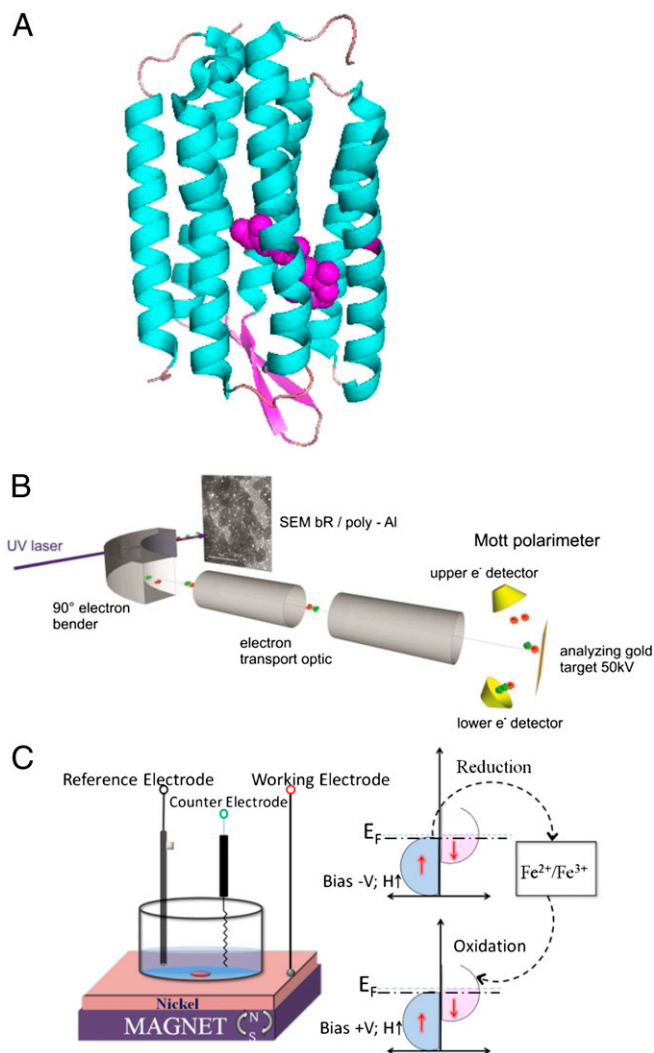 A
B
SEM bR / poly - Al
UV laser
Mott polarimeter
upper e- detector
90° electron
bender
electron
transport optic
analyzing gold
target 50kV
lower e- detector
C
Reference Electrode
Working Electrode
Counter Electrode
Nickel
MAGNET
N
S
Reduction
E_F
Bias -V; H↑
Fe²⁺/Fe³⁺
Oxidation
E_F
Bias +V; H↑